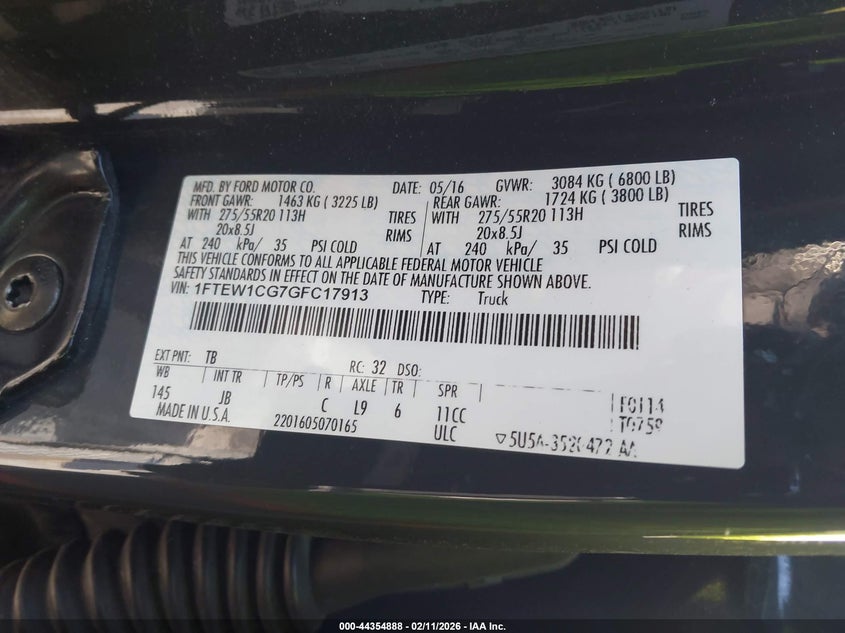 MFD. BY FORD MOTOR CO. DATE: 05/16 GVWR: 3084 KG (6800 LB)
FRONT GAWR: 1463 KG (3225 LB) REAR GAWR: 1724 KG (3800 LB)
WITH 275/55R20 113H TIRES WITH 275/55R20 113H TIRES
20x8.5J RIMS 20x8.5J RIMS
AT 240 kPa/ 35 PSI COLD AT 240 kPa/ 35 PSI COLD
THIS VEHICLE CONFORMS TO ALL APPLICABLE FEDERAL MOTOR VEHICLE
SAFETY STANDARDS IN EFFECT ON THE DATE OF MANUFACTURE SHOWN ABOVE.
VIN: 1FTEW1CG7GFC17913 TYPE: Truck
EXT PNT: TB RC: 32 DSO:
WB INT TR TP/PS R AXLE TR SPR
145 JB C L9 6 11CC F0114
MADE IN U.S.A. 2201605070165 ULC T0758
▽5U5A-3520472-AA
000-44354888 - 02/11/2026 - IAA Inc.